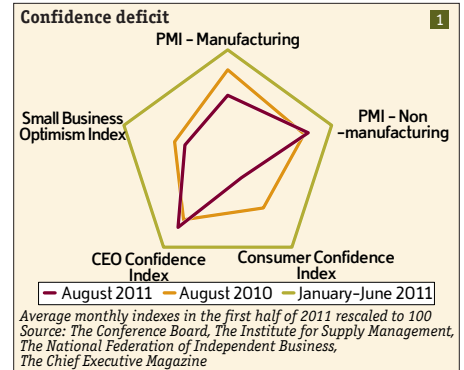 Confidence deficit
1
PMI – Manufacturing
Small Business
Optimism Index
PMI – Non
–manufacturing
CEO Confidence
Index
Consumer Confidence
Index
August 2011
August 2010
January–June 2011
Average monthly indexes in the first half of 2011 rescaled to 100
Source: The Conference Board, The Institute for Supply Management,
The National Federation of Independent Business,
The Chief Executive Magazine